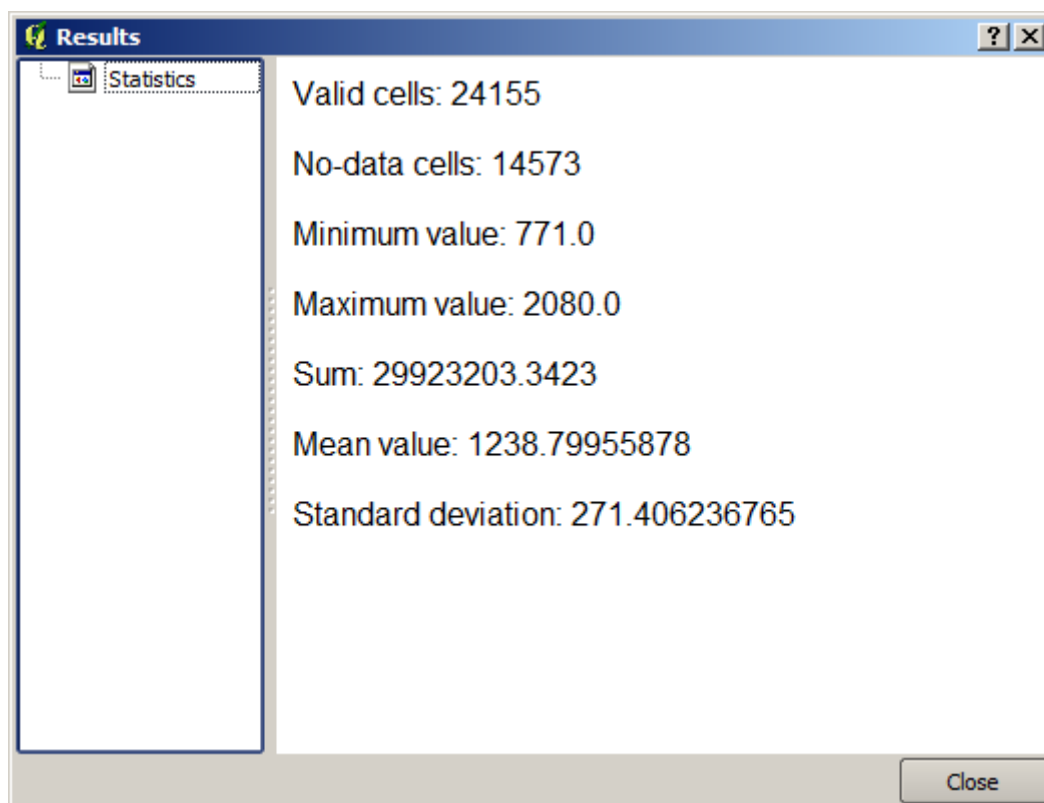 Results
Statistics
Valid cells: 24155
No-data cells: 14573
Minimum value: 771.0
Maximum value: 2080.0
Sum: 29923203.3423
Mean value: 1238.79955878
Standard deviation: 271.406236765
Close